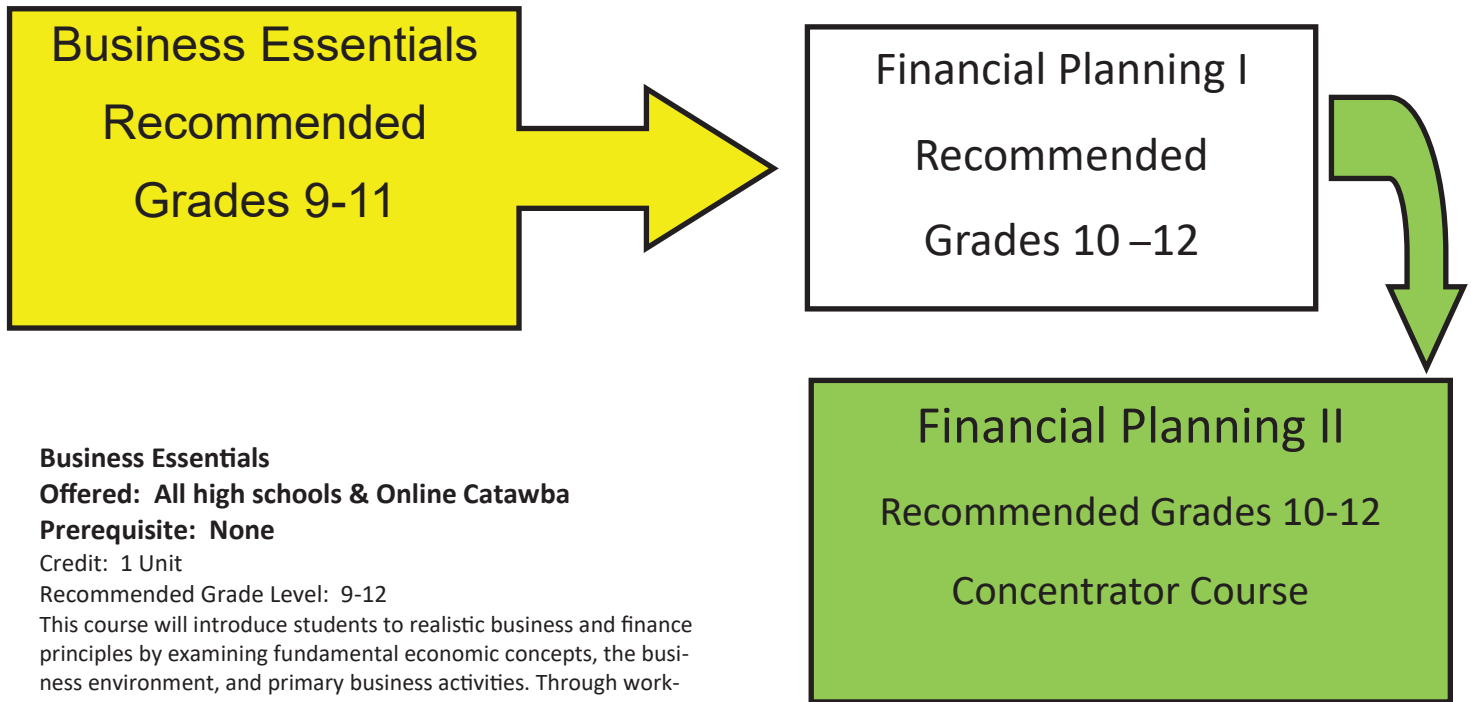 Business Essentials
Recommended
Grades 9-11
Financial Planning I
Recommended
Grades 10 –12
Financial Planning II
Recommended Grades 10-12
Concentrator Course
Business Essentials
Offered:  All high schools & Online Catawba
Prerequisite:  None
Credit:  1 Unit
Recommended Grade Level:  9-12
This course will introduce students to realistic business and finance
principles by examining fundamental economic concepts, the busi-
ness environment, and primary business activities. Through work-